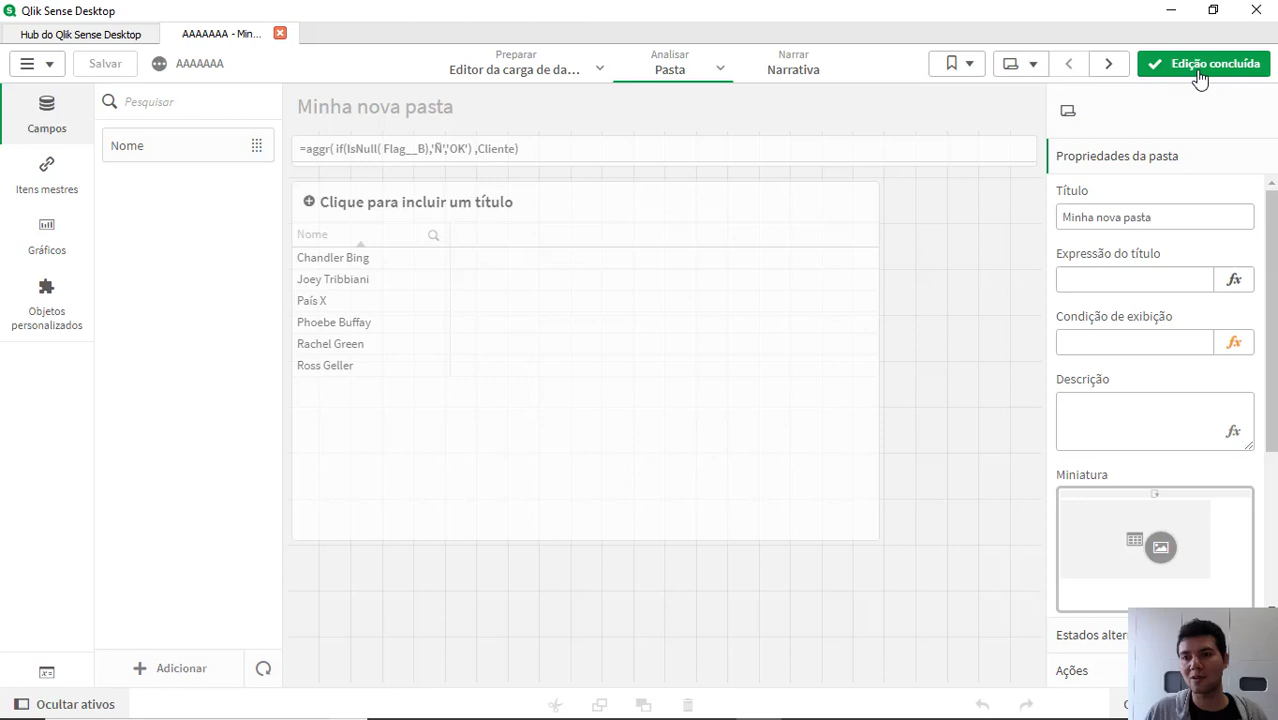 Qlik Sense Desktop
Hub do Qlik Sense Desktop
AAAAAAA - Min...
Salvar
AAAAAAA
Preparar
Editor da carga de da...
Analisar
Pasta
Narrar
Narrativa
Edição concluída
Campos
Itens mestres
Gráficos
Objetos
personalizados
Pesquisar
Nome
Minha nova pasta
=aggr( if(IsNull( Flag__B),'Ñ','OK') ,Cliente)
Clique para incluir um título
Nome
Chandler Bing
Joey Tribbiani
País X
Phoebe Buffay
Rachel Green
Ross Geller
Propriedades da pasta
Título
Minha nova pasta
Expressão do título
fx
Condição de exibição
fx
Descrição
fx
Miniatura
Ações
Adicionar
Ocultar ativos